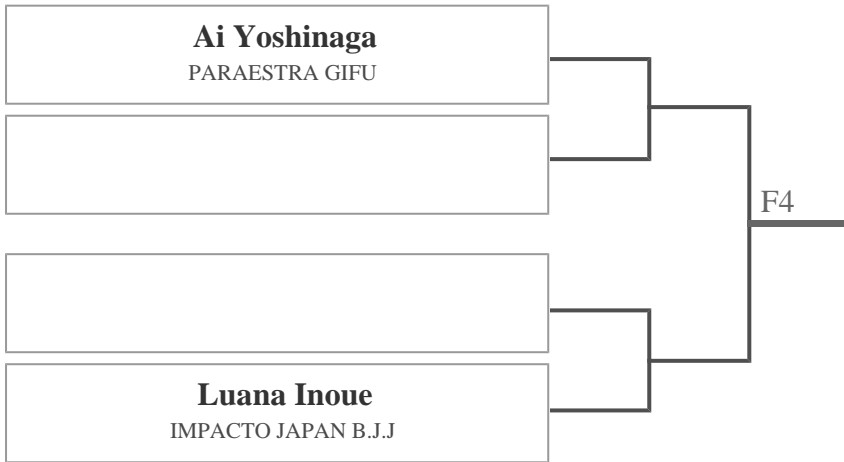 Ai Yoshinaga
PARAESTRA GIFU
F4
Luana Inoue
IMPACTO JAPAN B.J.J